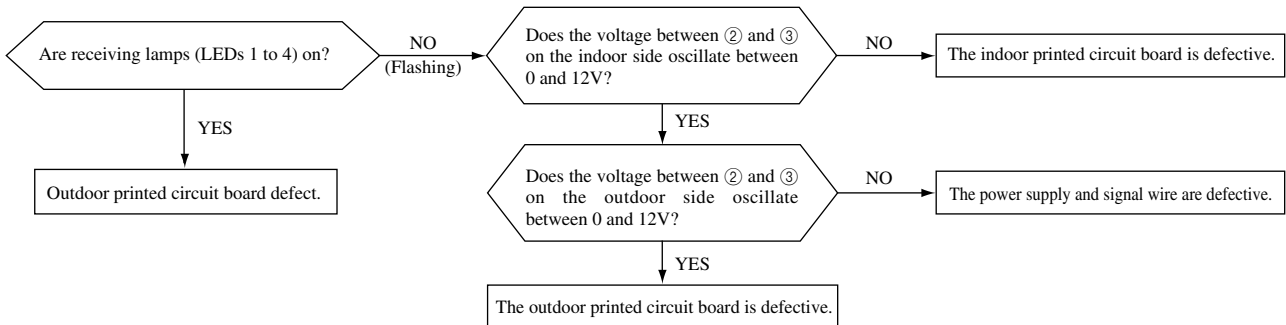 Are receiving lamps (LEDs 1 to 4) on?
NO
(Flashing)
Does the voltage between ② and ③
on the indoor side oscillate between
0 and 12V?
NO
The indoor printed circuit board is defective.
YES
Outdoor printed circuit board defect.
YES
Does the voltage between ② and ③
on the outdoor side oscillate
between 0 and 12V?
NO
The power supply and signal wire are defective.
YES
The outdoor printed circuit board is defective.